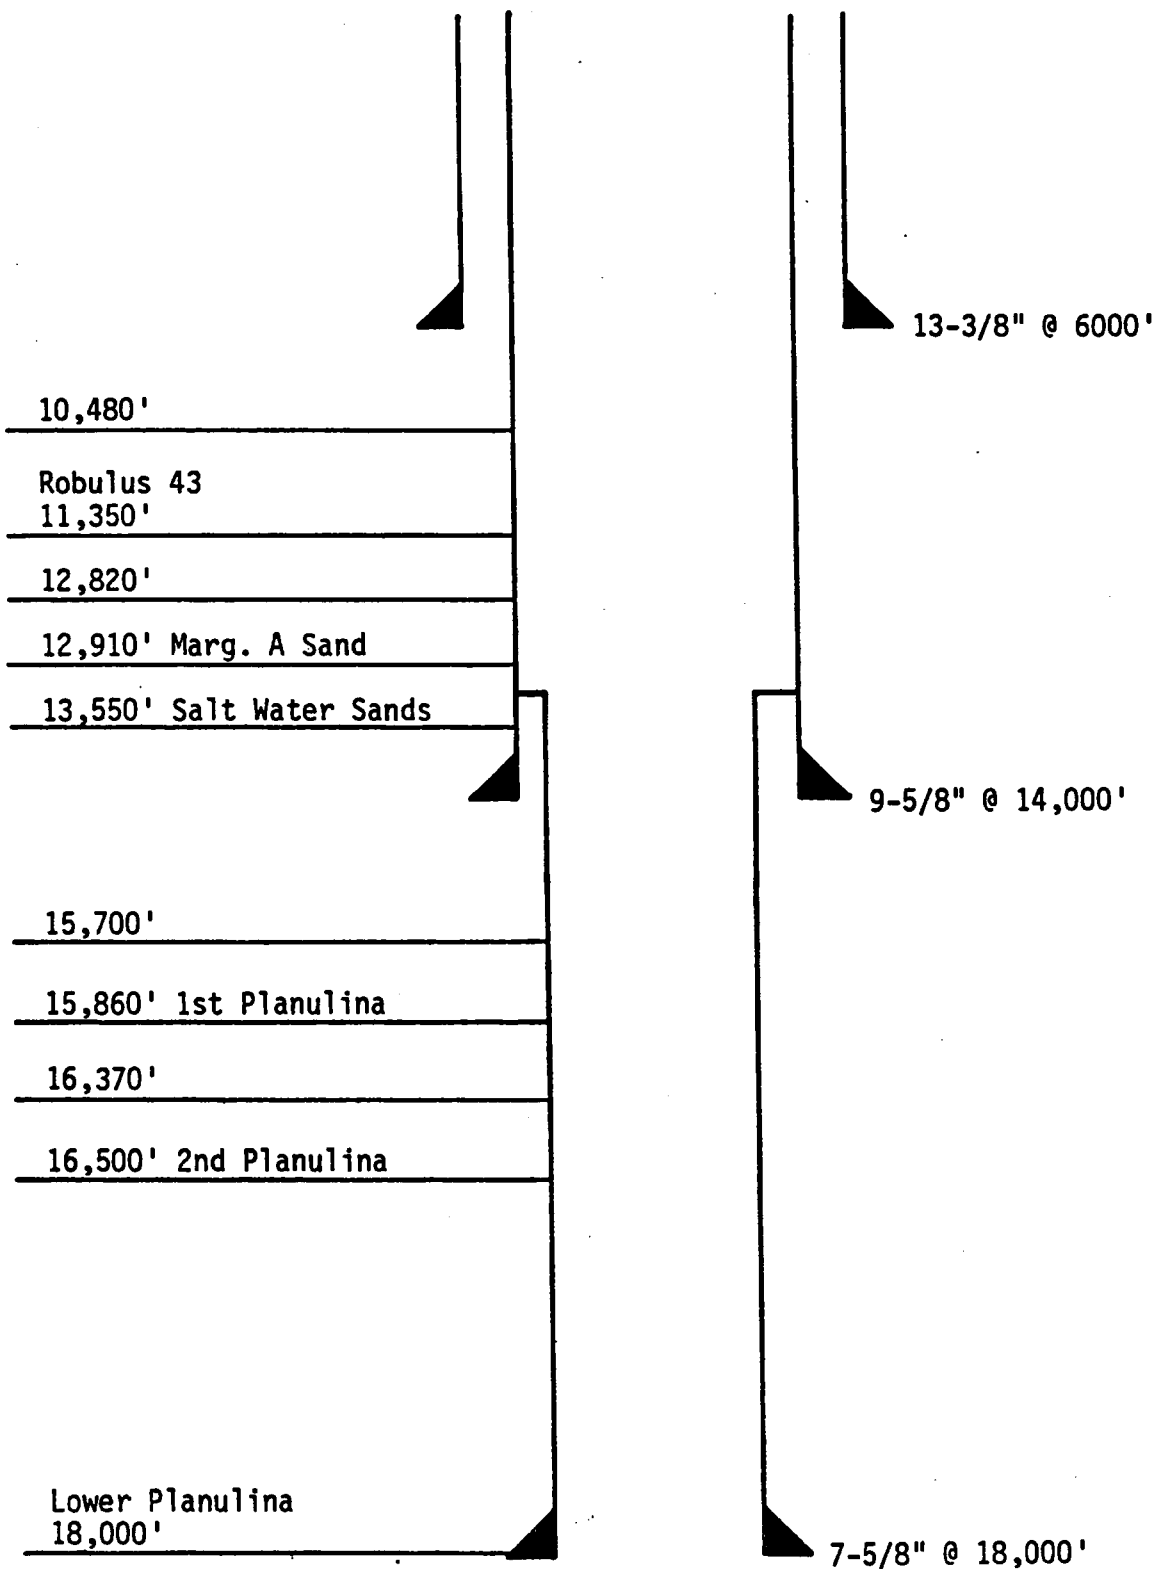 13-3/8" @ 6000'
10,480'
Robulus 43
11,350'
12,820'
12,910' Marg. A Sand
13,550' Salt Water Sands
9-5/8" @ 14,000'
15,700'
15,860' 1st Planulina
16,370'
16,500' 2nd Planulina
Lower Planulina
18,000'
7-5/8" @ 18,000'